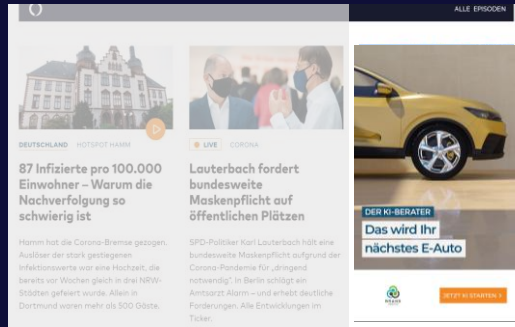 ALLE EPISODEN
DEUTSCHLAND HOTSPOT HAMM
87 Infizierte pro 100.000
Einwohner – Warum die
Nachverfolgung so
schwierig ist
Hamm hat die Corona-Bremse gezogen.
Auslöser der stark gestiegenen
Infektionswerte war eine Hochzeit, die
bereits vor Wochen gleich in drei NRW-
Städten gefeiert wurde. Allein in
Dortmund waren mehr als 500 Gäste.
LIVE CORONA
Lauterbach fordert
bundesweite
Maskenpflicht auf
öffentlichen Plätzen
SPD-Politiker Karl Lauterbach hält eine
bundesweite Maskenpflicht aufgrund der
Corona-Pandemie für „dringend
notwendig“. In Berlin schlägt ein
Amtsarzt Alarm – und erhebt deutliche
Forderungen. Alle Entwicklungen im
Ticker.
DER KI-BERATER
Das wird Ihr
nächstes E-Auto
JETZT KI STARTEN >